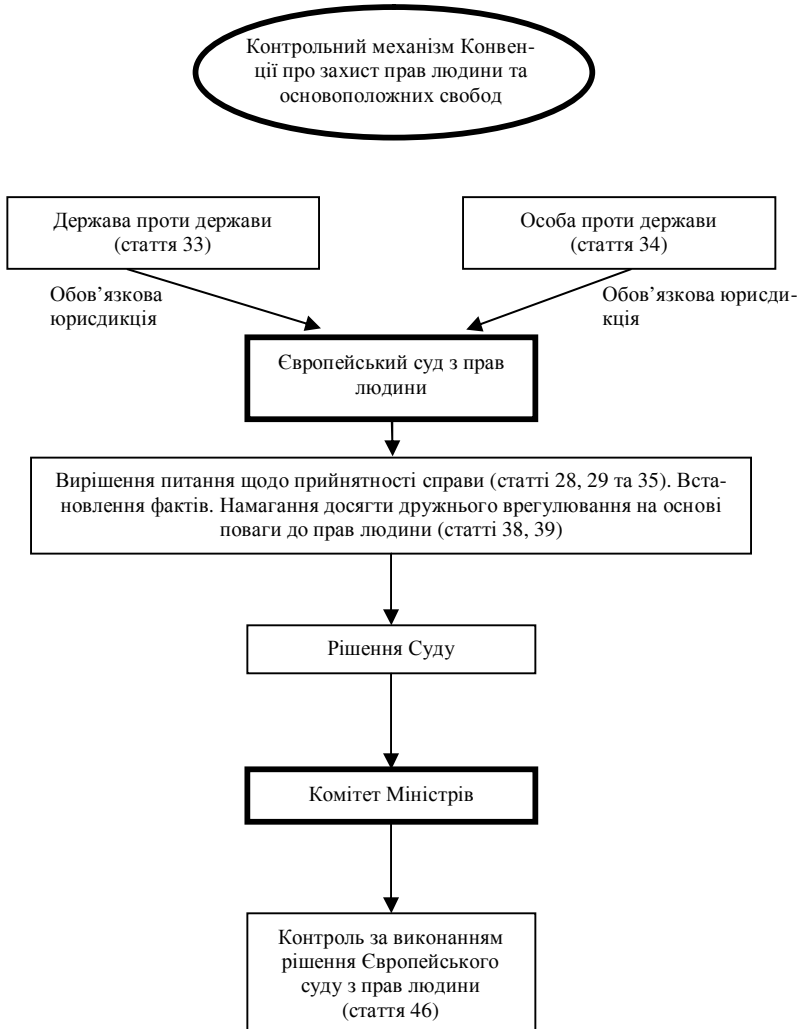 Контрольний механізм Конвен-
ції про захист прав людини та
основоположних свобод
Держава проти держави
(стаття 33)
Особа проти держави
(стаття 34)
Обов’язкова
юрисдикція
Обов’язкова юрисди-
кція
Європейський суд з прав
людини
Вирішення питання щодо прийнятності справи (статті 28, 29 та 35). Вста-
новлення фактів. Намагання досягти дружнього врегулювання на основі
поваги до прав людини (статті 38, 39)
Рішення Суду
Комітет Міністрів
Контроль за виконанням
рішення Європейського
суду з прав людини
(стаття 46)